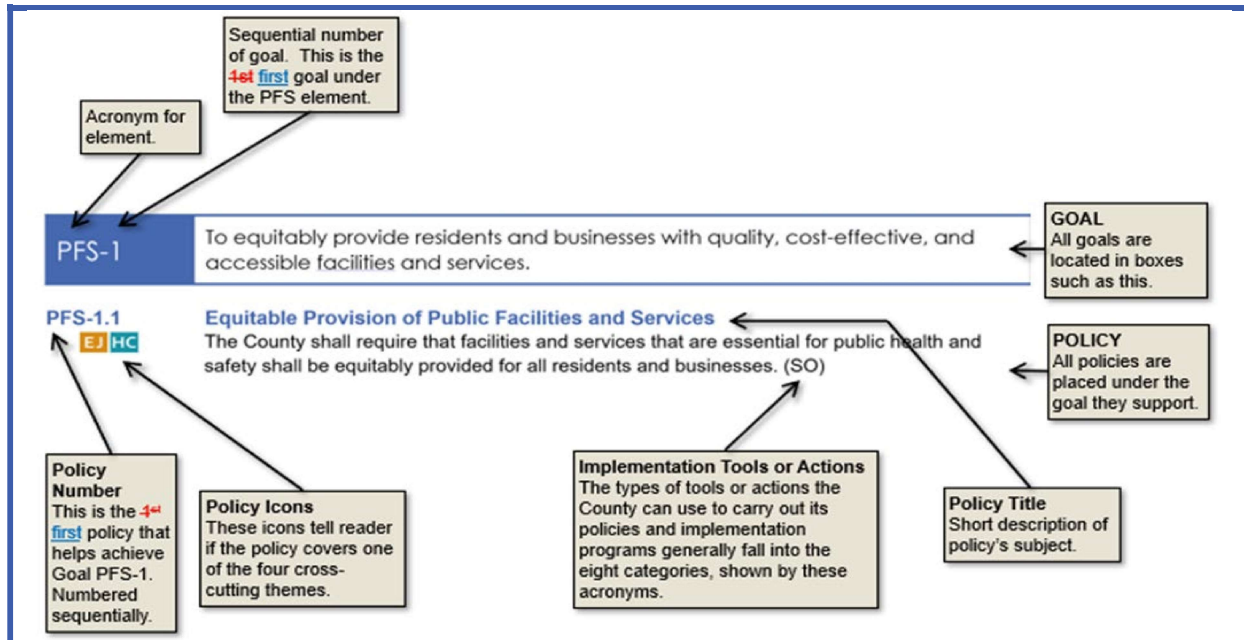 Sequential number
of goal. This is the
1st first goal under
the PFS element.
Acronym for
element.
PFS-1
To equitably provide residents and businesses with quality, cost-effective, and
accessible facilities and services.
GOAL
All goals are
located in boxes
such as this.
PFS-1.1
EJ HC
Equitable Provision of Public Facilities and Services
The County shall require that facilities and services that are essential for public health and
safety shall be equitably provided for all residents and businesses. (SO)
POLICY
All policies are
placed under the
goal they support.
Policy
Number
This is the 1st
first policy that
helps achieve
Goal PFS-1.
Numbered
sequentially.
Policy Icons
These icons tell reader
if the policy covers one
of the four cross-
cutting themes.
Implementation Tools or Actions
The types of tools or actions the
County can use to carry out its
policies and implementation
programs generally fall into the
eight categories, shown by these
acronyms.
Policy Title
Short description of
policy's subject.